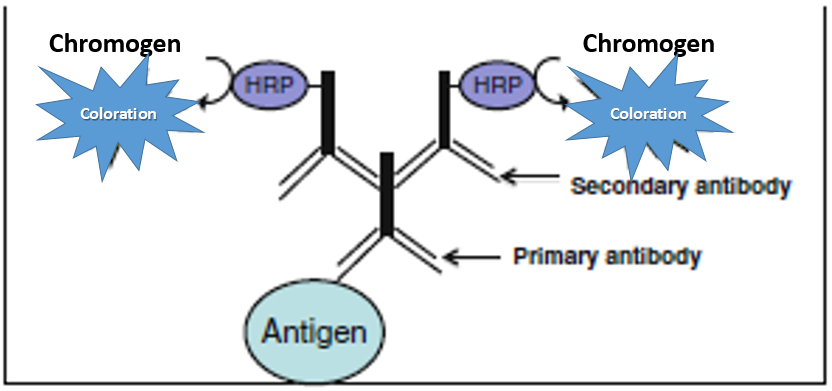 Chromogen
Chromogen
HRP
HRP
Coloration
Coloration
Secondary antibody
Primary antibody
Antigen